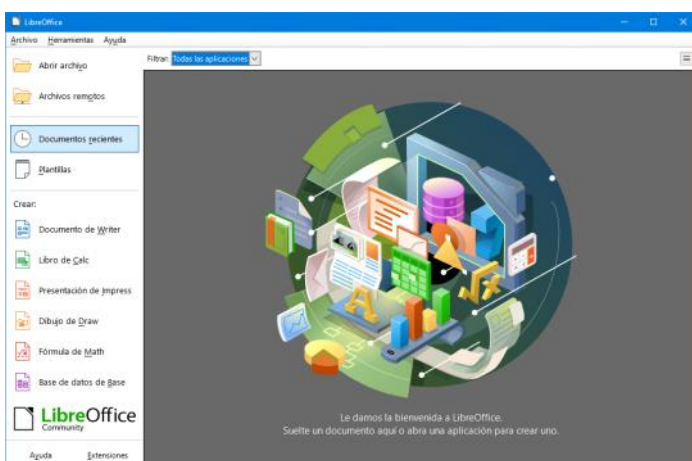 LibreOffice
Archivo Herramientas Ayuda
Abrir archivo
Filtrar: Todas las aplicaciones
Archivos remotos
Documentos recientes
Plantillas
Crear:
Documento de Writer
Libro de Calc
Presentación de Impress
Dibujo de Draw
Fórmula de Math
Base de datos de Base
LibreOffice
Community
Le damos la bienvenida a LibreOffice.
Suelte un documento aquí o abra una aplicación para crear uno.
Ayuda Extensiones